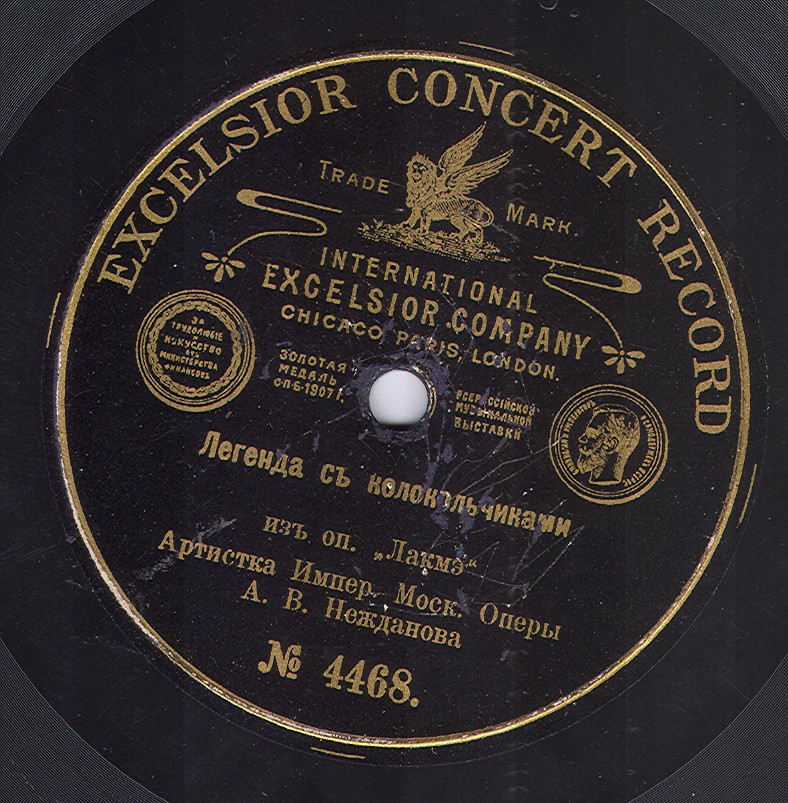 EXCELSIOR CONCERT RECORD
TRADE MARK.
INTERNATIONAL
EXCELSIOR COMPANY
CHICAGO, PARIS, LONDON.
ЗА
ТРУДОЛЮБІЕ
ИСКУССТВО
ОТЪ
МИНИСТЕРСТВА
ФИНАНСОВЪ
ЗОЛОТАЯ
МЕДАЛЬ
С.П.Б. 1907 Г.
ВСЕРОССІЙСКОЙ
МУЗЫКАЛЬНОЙ
ВЫСТАВКИ
Легенда съ колокольчиками
изъ оп. „Лакмэ“
Артистка Импер. Моск. Оперы
А. В. Нежданова
№ 4468.